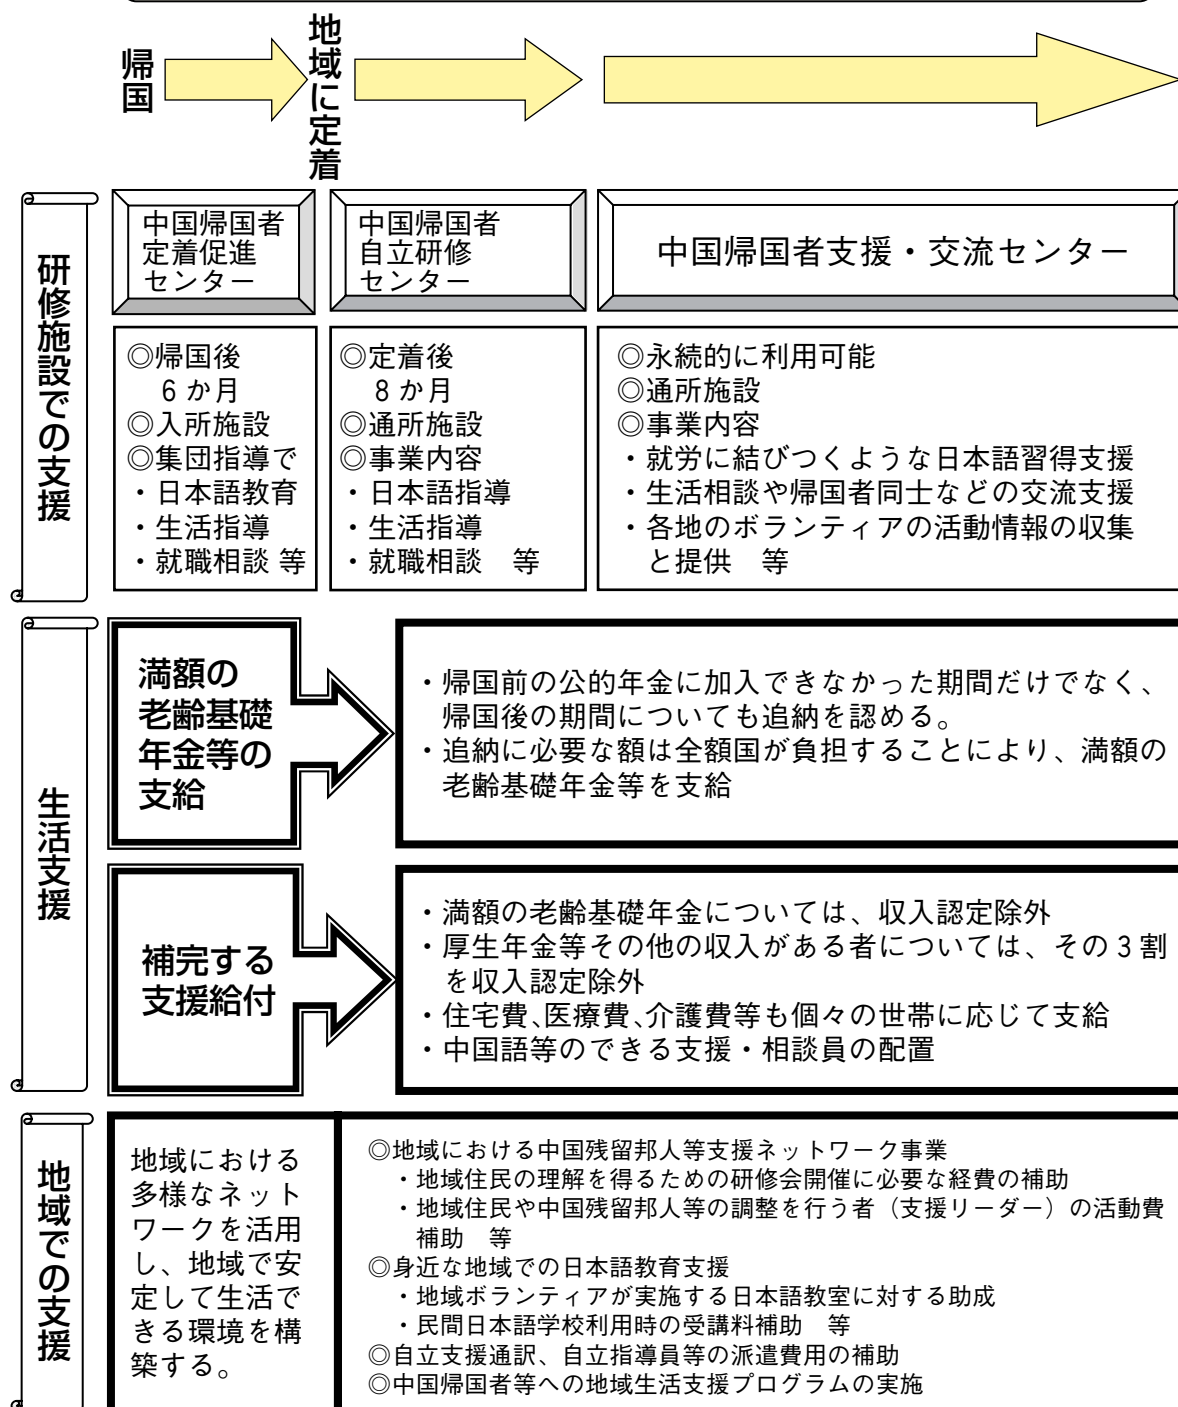 帰国
地域に定着
研修施設での支援
中国帰国者
定着促進
センター
中国帰国者
自立研修
センター
中国帰国者支援・交流センター
◎帰国後
6か月
◎入所施設
◎集団指導で
・日本語教育
・生活指導
・就職相談 等
◎定着後
8か月
◎通所施設
◎事業内容
・日本語指導
・生活指導
・就職相談　等
◎永続的に利用可能
◎通所施設
◎事業内容
・就労に結びつくような日本語習得支援
・生活相談や帰国者同士などの交流支援
・各地のボランティアの活動情報の収集
と提供　等
生活支援
満額の
老齢基礎
年金等の
支給
・帰国前の公的年金に加入できなかった期間だけでなく、
帰国後の期間についても追納を認める。
・追納に必要な額は全額国が負担することにより、満額の
老齢基礎年金等を支給
補完する
支援給付
・満額の老齢基礎年金については、収入認定除外
・厚生年金等その他の収入がある者については、その3割
を収入認定除外
・住宅費、医療費、介護費等も個々の世帯に応じて支給
・中国語等のできる支援・相談員の配置
地域での支援
地域における
多様なネット
ワークを活用
し、地域で安
定して生活で
きる環境を構
築する。
◎地域における中国残留邦人等支援ネットワーク事業
・地域住民の理解を得るための研修会開催に必要な経費の補助
・地域住民や中国残留邦人等の調整を行う者（支援リーダー）の活動費
補助　等
◎身近な地域での日本語教育支援
・地域ボランティアが実施する日本語教室に対する助成
・民間日本語学校利用時の受講料補助　等
◎自立支援通訳、自立指導員等の派遣費用の補助
◎中国帰国者等への地域生活支援プログラムの実施